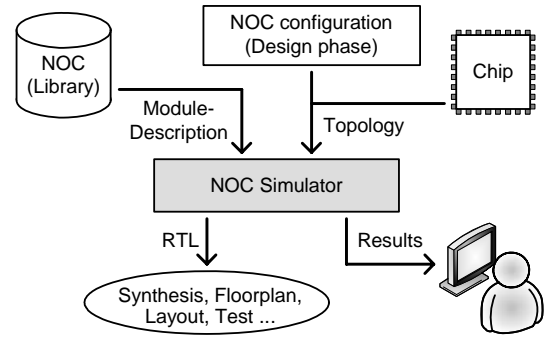 NOC
(Library)
NOC configuration
(Design phase)
Chip
Module-
Description
Topology
NOC Simulator
RTL
Results
Synthesis, Floorplan,
Layout, Test ...